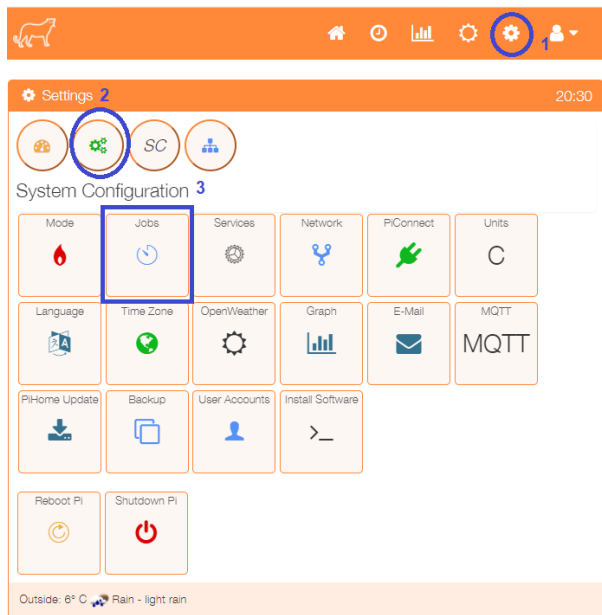 1
Settings 2 20:30
SC
System Configuration 3
Mode Jobs Services Network PiConnect Units
C
Language Time Zone OpenWeather Graph E-Mail MQTT
A MQTT
PiHome Update Backup User Accounts Install Software
>_
Reboot Pi Shutdown Pi
Outside: 6° C Rain - light rain